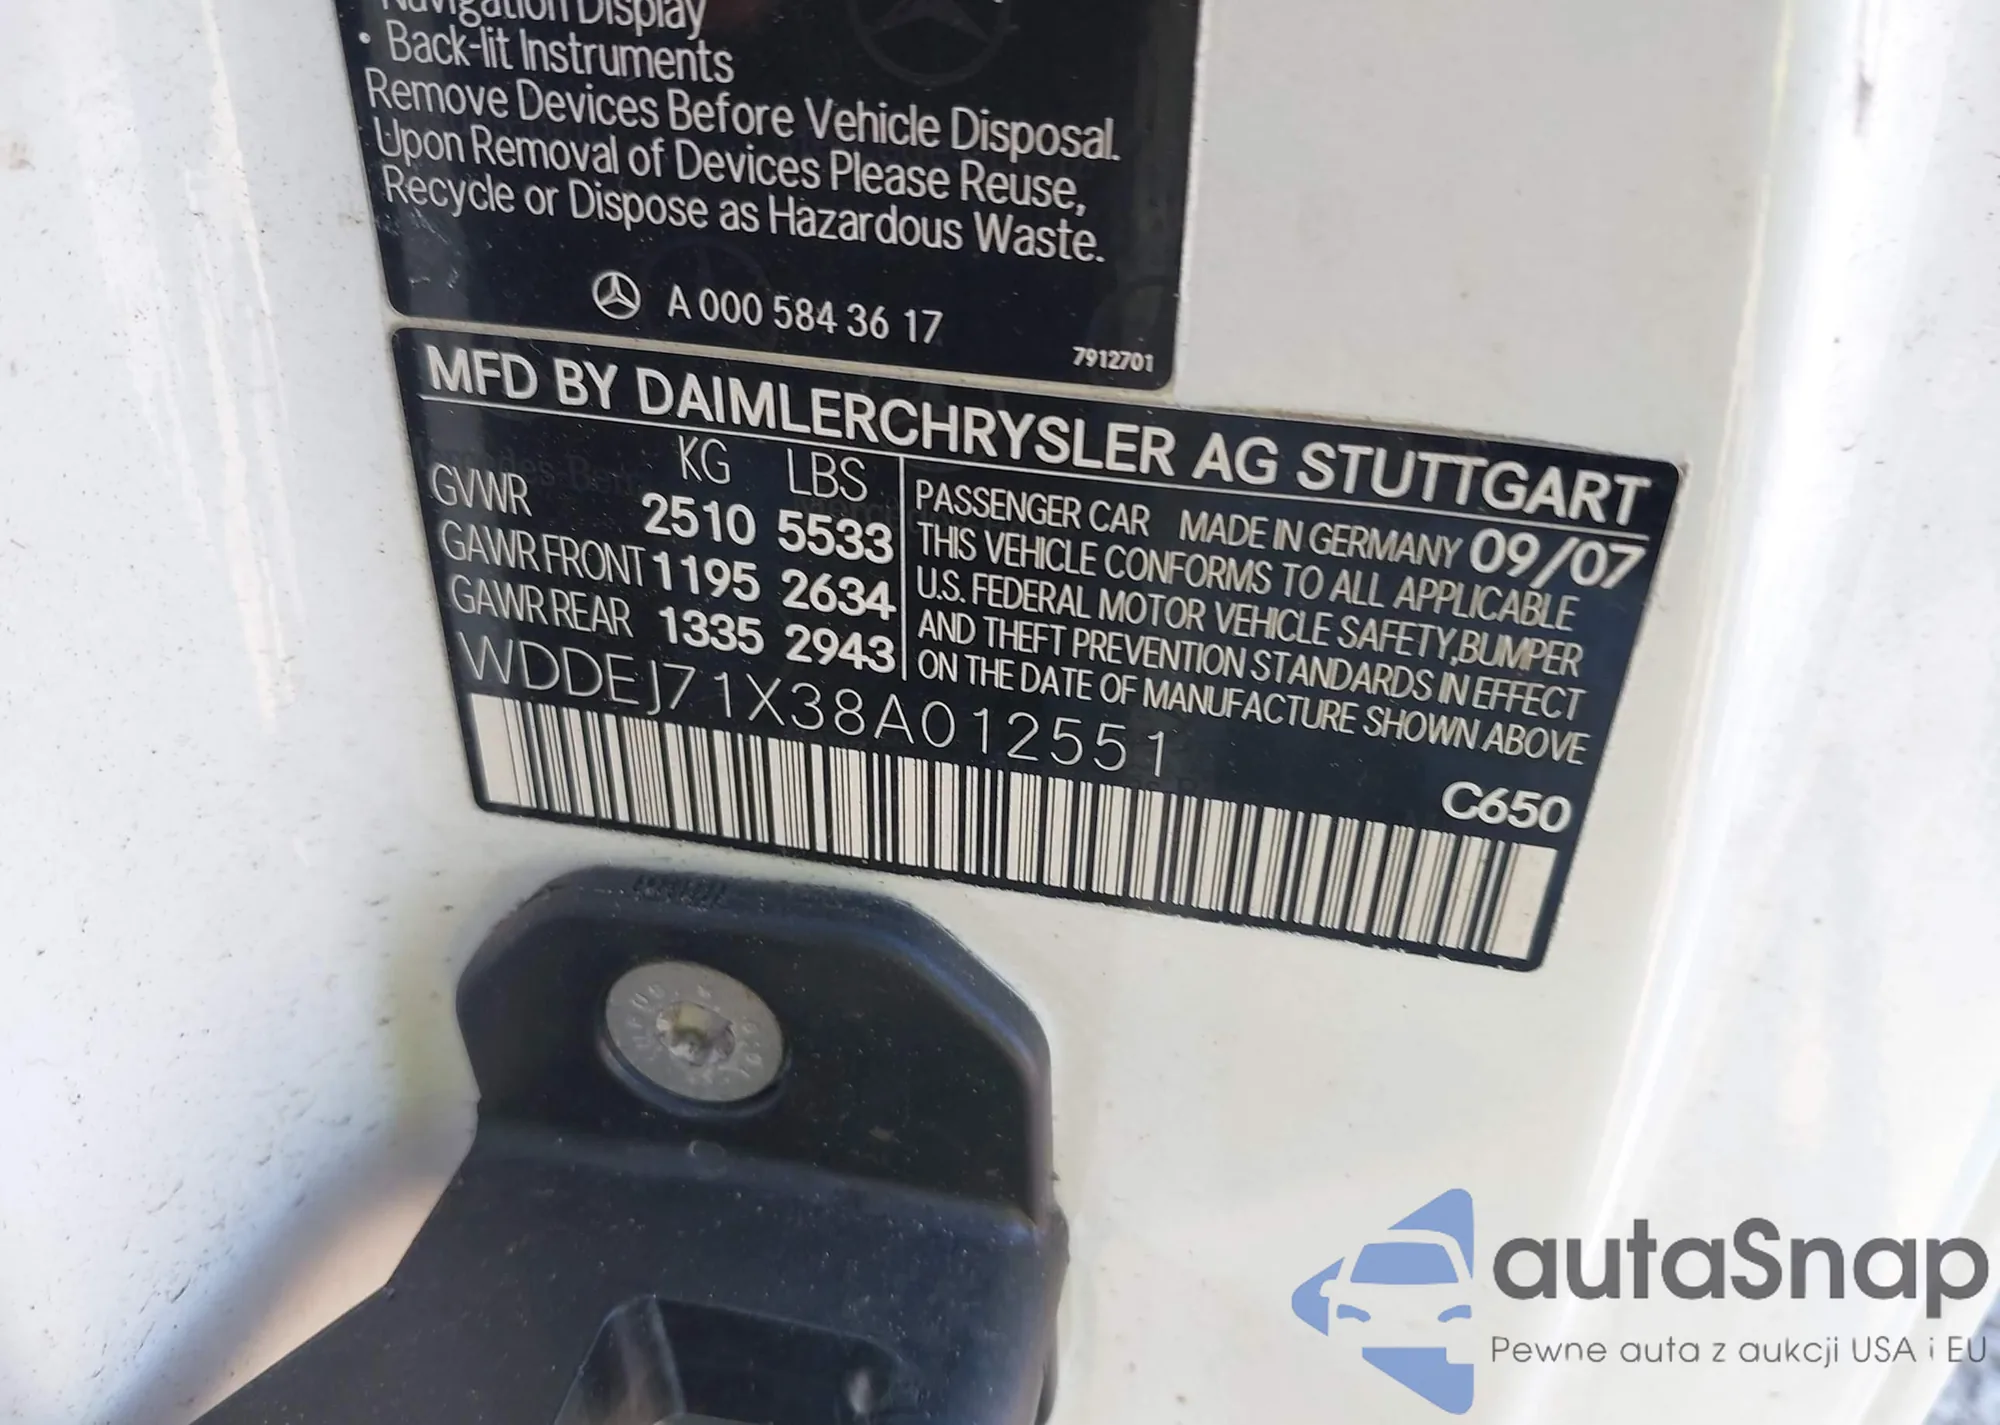 Navigation Display
• Back-lit Instruments
Remove Devices Before Vehicle Disposal.
Upon Removal of Devices Please Reuse,
Recycle or Dispose as Hazardous Waste.
A 000 584 36 17
7912701
MFD BY DAIMLERCHRYSLER AG STUTTGART
KG LBS
GVWR 2510 5533
GAWR FRONT 1195 2634
GAWR REAR 1335 2943
PASSENGER CAR MADE IN GERMANY 09/07
THIS VEHICLE CONFORMS TO ALL APPLICABLE
U.S. FEDERAL MOTOR VEHICLE SAFETY,BUMPER
AND THEFT PREVENTION STANDARDS IN EFFECT
ON THE DATE OF MANUFACTURE SHOWN ABOVE
WDDEJ71X38A012551
C650
autaSnap
Pewne auta z aukcji USA i EU